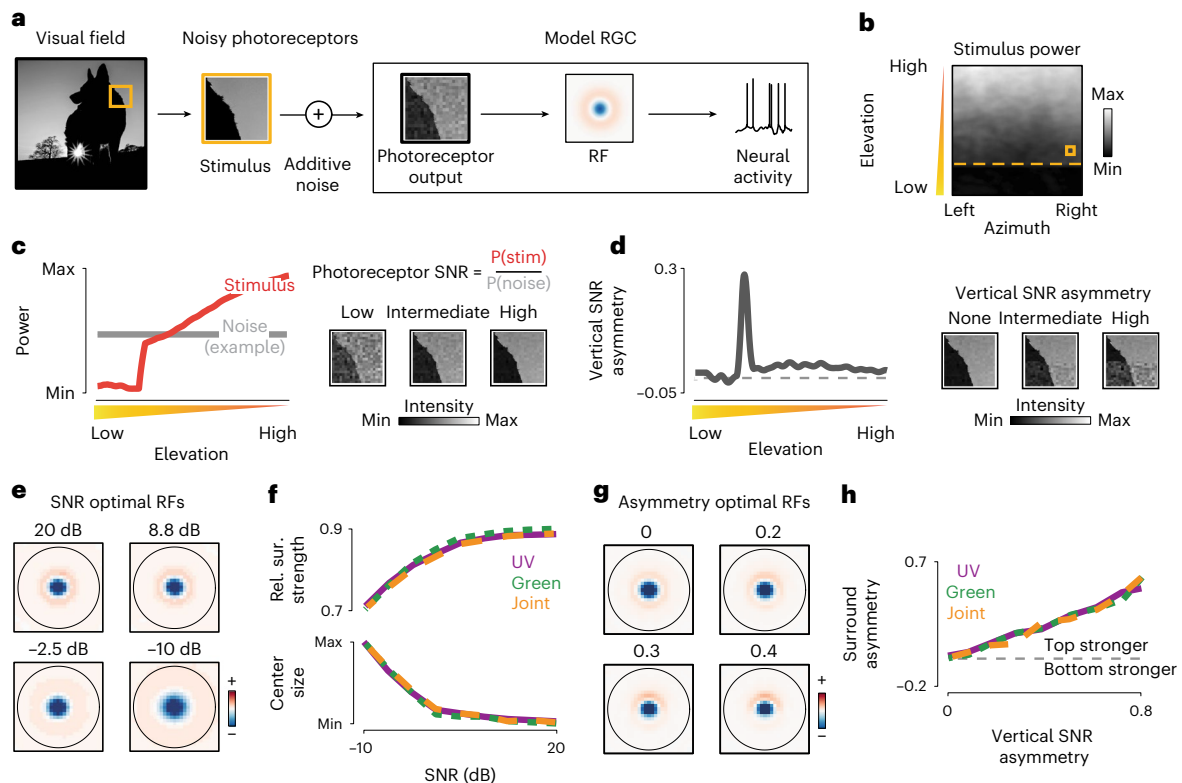 a
Visual field
Noisy photoreceptors
Model RGC
+
Stimulus
Additive
noise
Photoreceptor
output
RF
Neural
activity
b
Stimulus power
High
Elevation
Low
Left
Right
Azimuth
Max
Min
c
Max
Power
Min
Stimulus
Noise
(example)
Low
High
Elevation
Photoreceptor SNR = P(stim)
P(noise)
Low Intermediate High
Intensity
Min Max
d
0.3
Vertical SNR
asymmetry
−0.05
Low
High
Elevation
Vertical SNR asymmetry
None Intermediate High
Intensity
Min Max
e
SNR optimal RFs
20 dB 8.8 dB
−2.5 dB −10 dB
+
−
f
0.9
Rel. sur.
strength
0.7
UV
Green
Joint
Max
Center
size
Min
−10 20
SNR (dB)
g
Asymmetry optimal RFs
0 0.2
0.3 0.4
+
−
h
0.7
Surround
asymmetry
−0.2
UV
Green
Joint
Top stronger
Bottom stronger
0 0.8
Vertical SNR
asymmetry